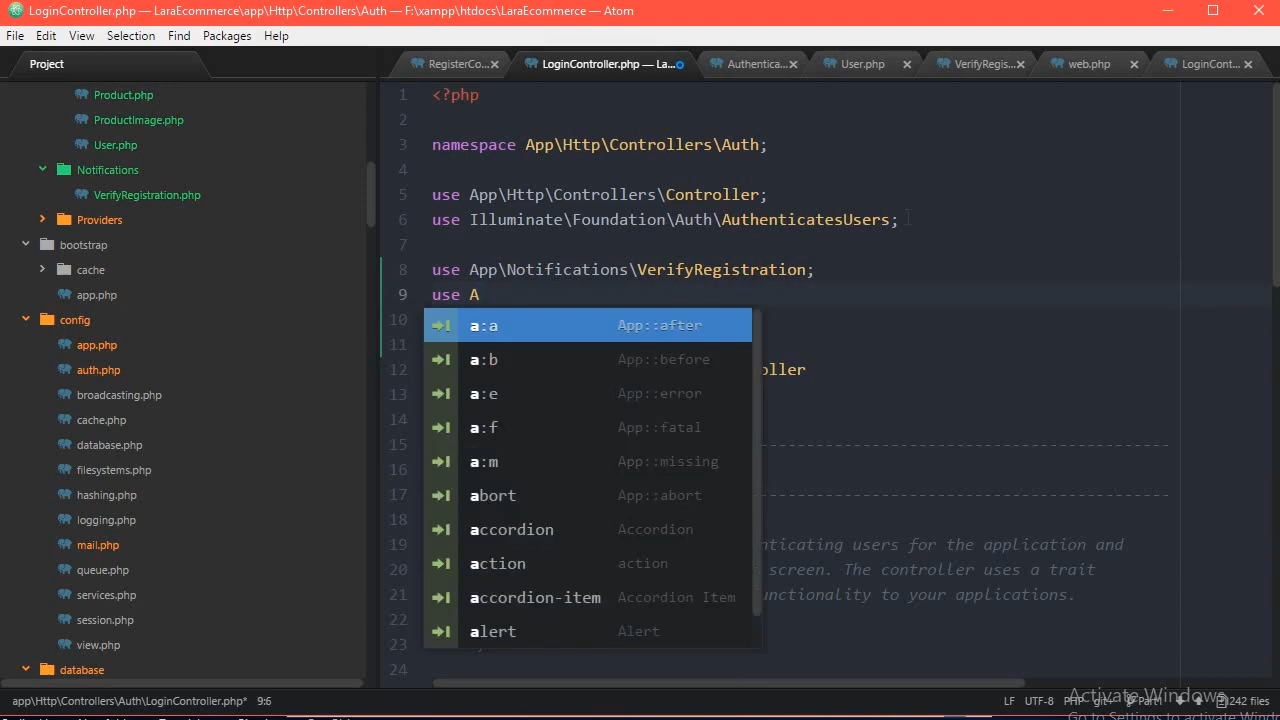 LoginController.php — LaraEcommerce\app\Http\Controllers\Auth — F:\xampp\htdocs\LaraEcommerce — Atom
File Edit View Selection Find Packages Help
Project
RegisterCo... LoginController.php — La... Authentica... User.php VerifyRegis... web.php LoginCont...
Product.php
ProductImage.php
User.php
Notifications
VerifyRegistration.php
Providers
bootstrap
cache
app.php
config
app.php
auth.php
broadcasting.php
cache.php
database.php
filesystems.php
hashing.php
logging.php
mail.php
queue.php
services.php
session.php
view.php
database
1 <?php
2
3 namespace App\Http\Controllers\Auth;
4
5 use App\Http\Controllers\Controller;
6 use Illuminate\Foundation\Auth\AuthenticatesUsers;
7
8 use App\Notifications\VerifyRegistration;
9 use A
10
11
12 oller
13
14
15 --------------------------------------------
16
17 --------------------------------------------
18
19 enticating users for the application and
20 screen. The controller uses a trait
21 unctionality to your applications.
22
23
24
a:a App::after
a:b App::before
a:e App::error
a:f App::fatal
a:m App::missing
abort App::abort
accordion Accordion
action action
accordion-item Accordion Item
alert Alert
app\Http\Controllers\Auth\LoginController.php* 9:6
LF UTF-8 PHP git+ Part1 242 files
Activate Windows